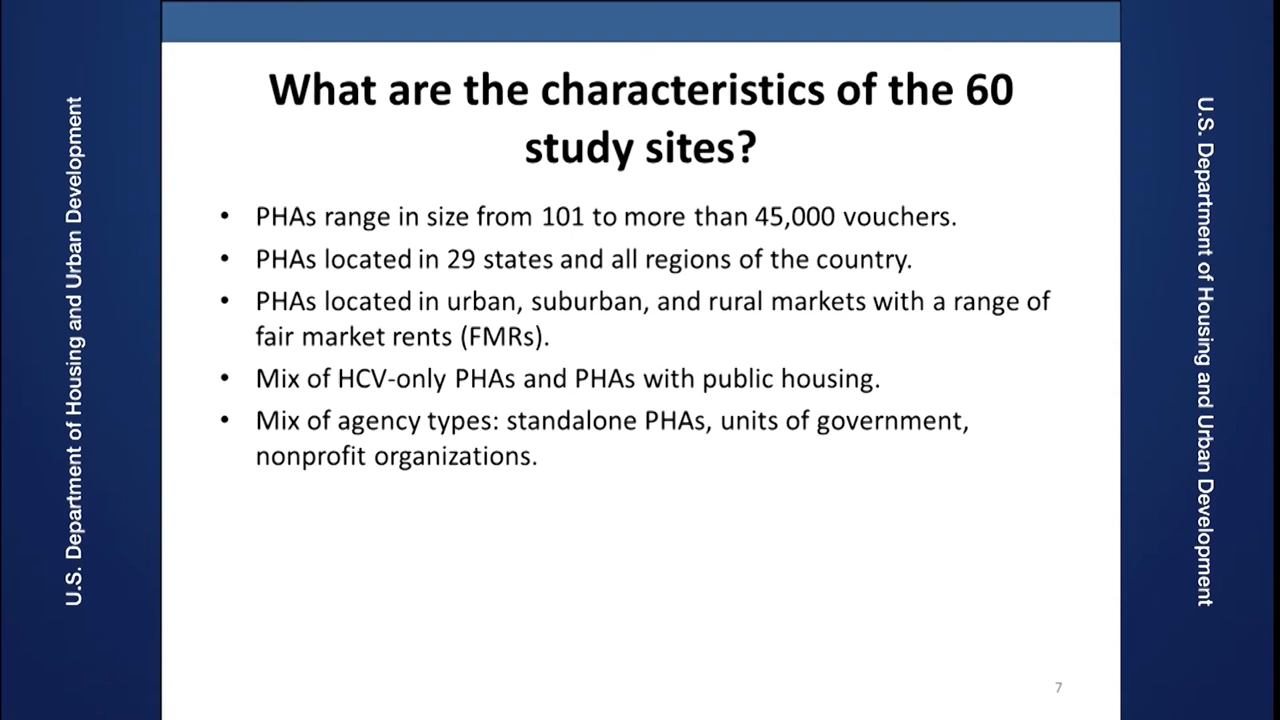 U.S. Department of Housing and Urban Development
What are the characteristics of the 60
study sites?
• PHAs range in size from 101 to more than 45,000 vouchers.
• PHAs located in 29 states and all regions of the country.
• PHAs located in urban, suburban, and rural markets with a range of
fair market rents (FMRs).
• Mix of HCV-only PHAs and PHAs with public housing.
• Mix of agency types: standalone PHAs, units of government,
nonprofit organizations.
7
U.S. Department of Housing and Urban Development